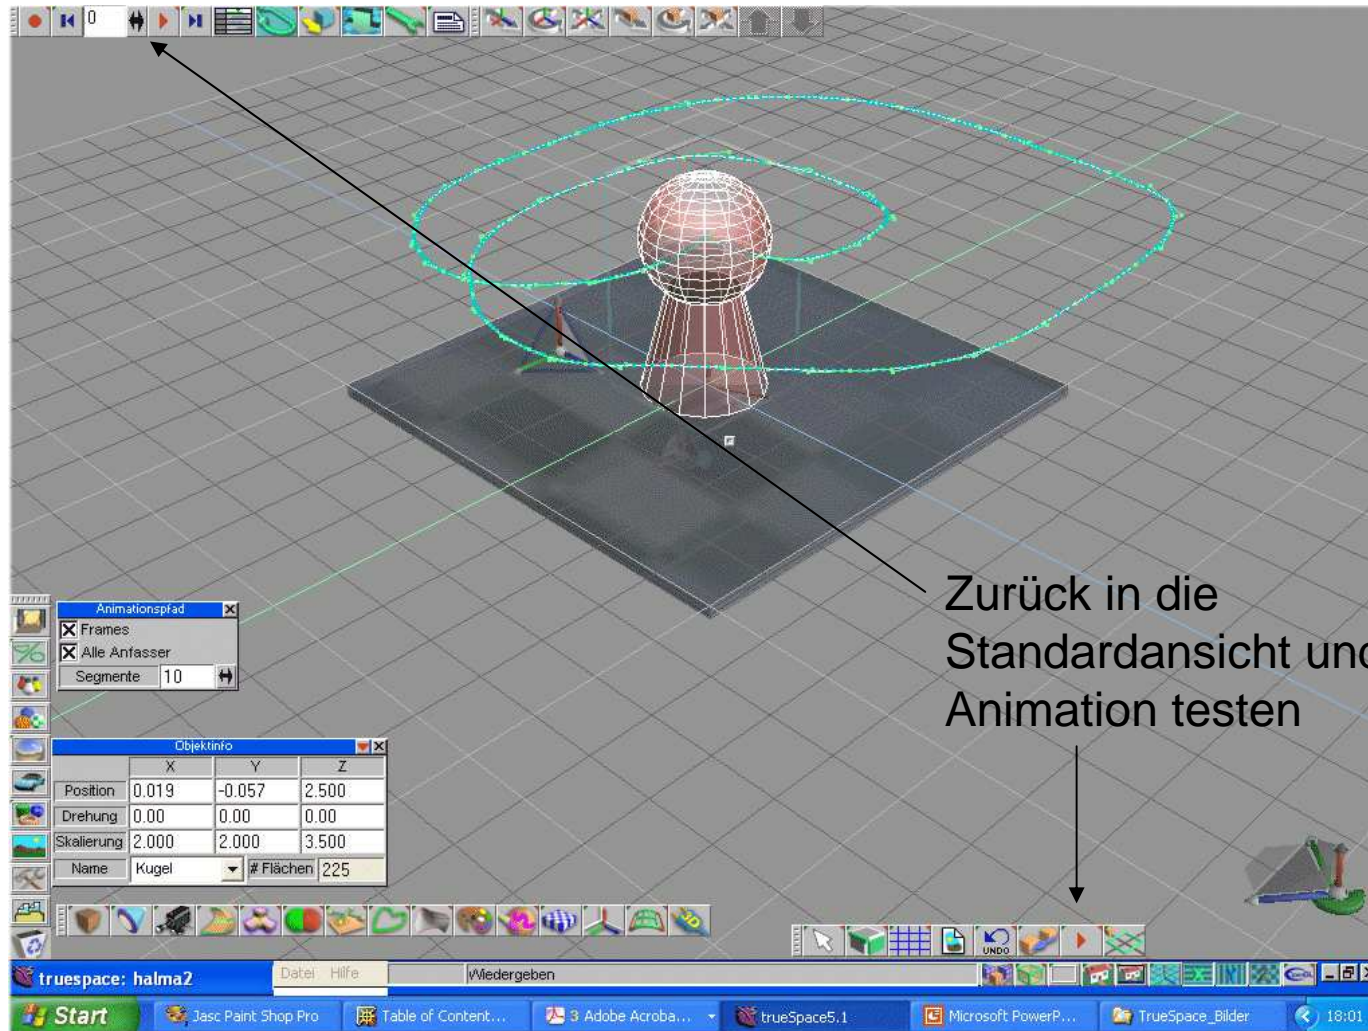 0
Zurück in die
Standardansicht und
Animation testen
Animationspfad
Frames
Alle Anfasser
Segmente 10
Objektinfo
X Y Z
Position 0.019 -0.057 2.500
Drehung 0.00 0.00 0.00
Skalierung 2.000 2.000 3.500
Name Kugel # Flächen 225
3D
UNDO
truespace: halma2 Datei Hilfe Wiedergeben
Start Jasc Paint Shop Pro Table of Content... 3 Adobe Acroba... trueSpace5.1 Microsoft PowerP... TrueSpace_Bilder 18:01